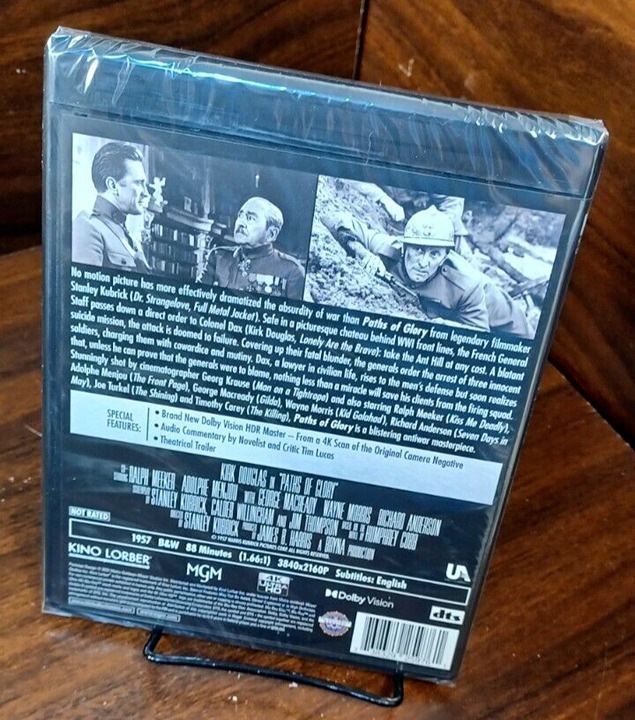 No motion picture has more effectively dramatized the absurdity of war than Paths of Glory from legendary filmmaker
Stanley Kubrick (Dr. Strangelove, Full Metal Jacket). Safe in a picturesque chateau behind WWI front lines, the French General
Staff passes down a direct order to Colonel Dax (Kirk Douglas, Lonely Are the Brave): take the Ant Hill at any cost. A blatant
suicide mission, the attack is doomed to failure. Covering up their fatal blunder, the generals order the arrest of three innocent
soldiers, charging them with cowardice and mutiny. Dax, a lawyer in civilian life, rises to the men's defense but soon realizes
that, unless he can prove that the generals were to blame, nothing less than a miracle will save his clients from the firing squad.
Stunningly shot by cinematographer Georg Krause (Man on a Tightrope) and also starring Ralph Meeker (Kiss Me Deadly),
Adolphe Menjou (The Front Page), George Macready (Gilda), Wayne Morris (Kid Galahad), Richard Anderson (Seven Days in
May), Joe Turkel (The Shining) and Timothy Carey (The Killing), Paths of Glory is a blistering antiwar masterpiece.
SPECIAL
FEATURES:
• Brand New Dolby Vision HDR Master – From a 4K Scan of the Original Camera Negative
• Audio Commentary by Novelist and Critic Tim Lucas
• Theatrical Trailer
KIRK DOUGLAS IN "PATHS OF GLORY"
RALPH MEEKER ADOLPHE MENJOU WITH GEORGE MACREADY WAYNE MORRIS RICHARD ANDERSON
STANLEY KUBRICK, CALDER WILLINGHAM AND JIM THOMPSON HUMPHREY COBB
STANLEY KUBRICK JAMES B. HARRIS A BRYNA PRODUCTION
NOT RATED
1957 B&W 88 Minutes (1.66:1) 3840x2160P Subtitles: English
KINO LORBER
MGM
4K
ULTRA HD
Dolby Vision
UA
dts